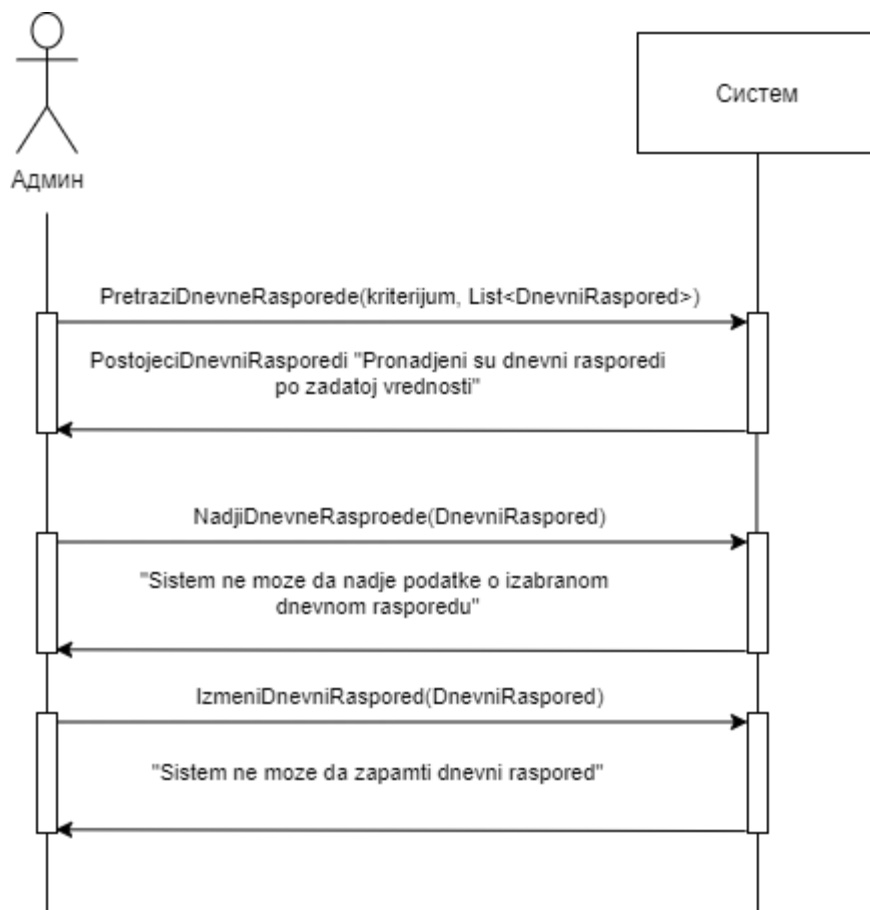 Систем
Админ
PretraziDnevneRasporede(kriterijum, List<DnevniRaspored>)
PostojeciDnevniRasporedi "Pronadjeni su dnevni rasporedi
po zadatoj vrednosti"
NadjiDnevneRasproede(DnevniRaspored)
"Sistem ne moze da nadje podatke o izabranom
dnevnom rasporedu"
IzmeniDnevniRaspored(DnevniRaspored)
"Sistem ne moze da zapamti dnevni raspored"